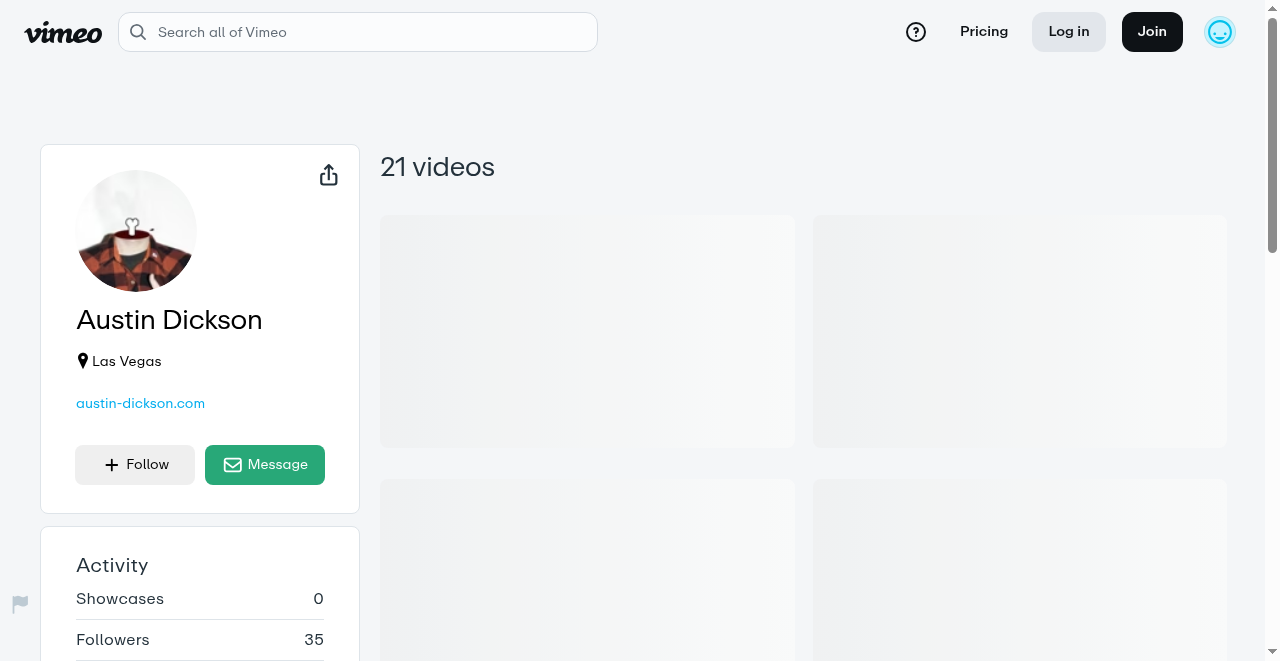 vimeo
Search all of Vimeo
Pricing
Log in
Join
21 videos
Austin Dickson
Las Vegas
austin-dickson.com
Follow
Message
Activity
Showcases 0
Followers 35